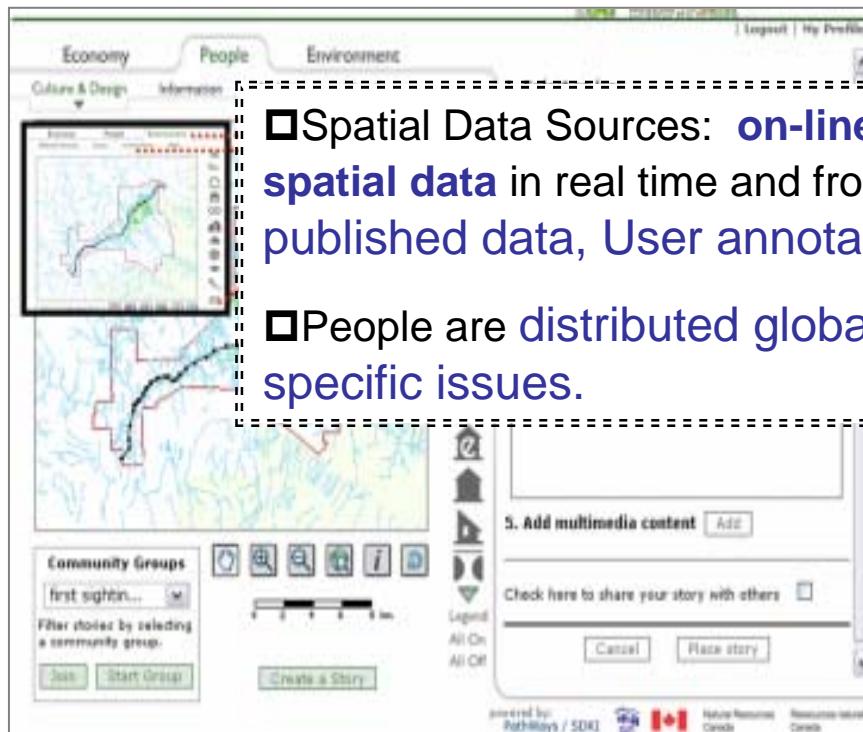 | Logout | My Profile
Economy People Environment
Culture & Design Information
Spatial Data Sources: on-line
spatial data in real time and fro
published data, User annota
People are distributed globa
specific issues.
5. Add multimedia content Add
Community Groups
first sightin...
Filter stories by selecting
a community group.
Join Start Group
Create a Story
Legend
All On
All Off
Check here to share your story with others
Cancel Place story
powered by:
PathWays / SDKI
Natural Resources
Canada
Ressources
Canada